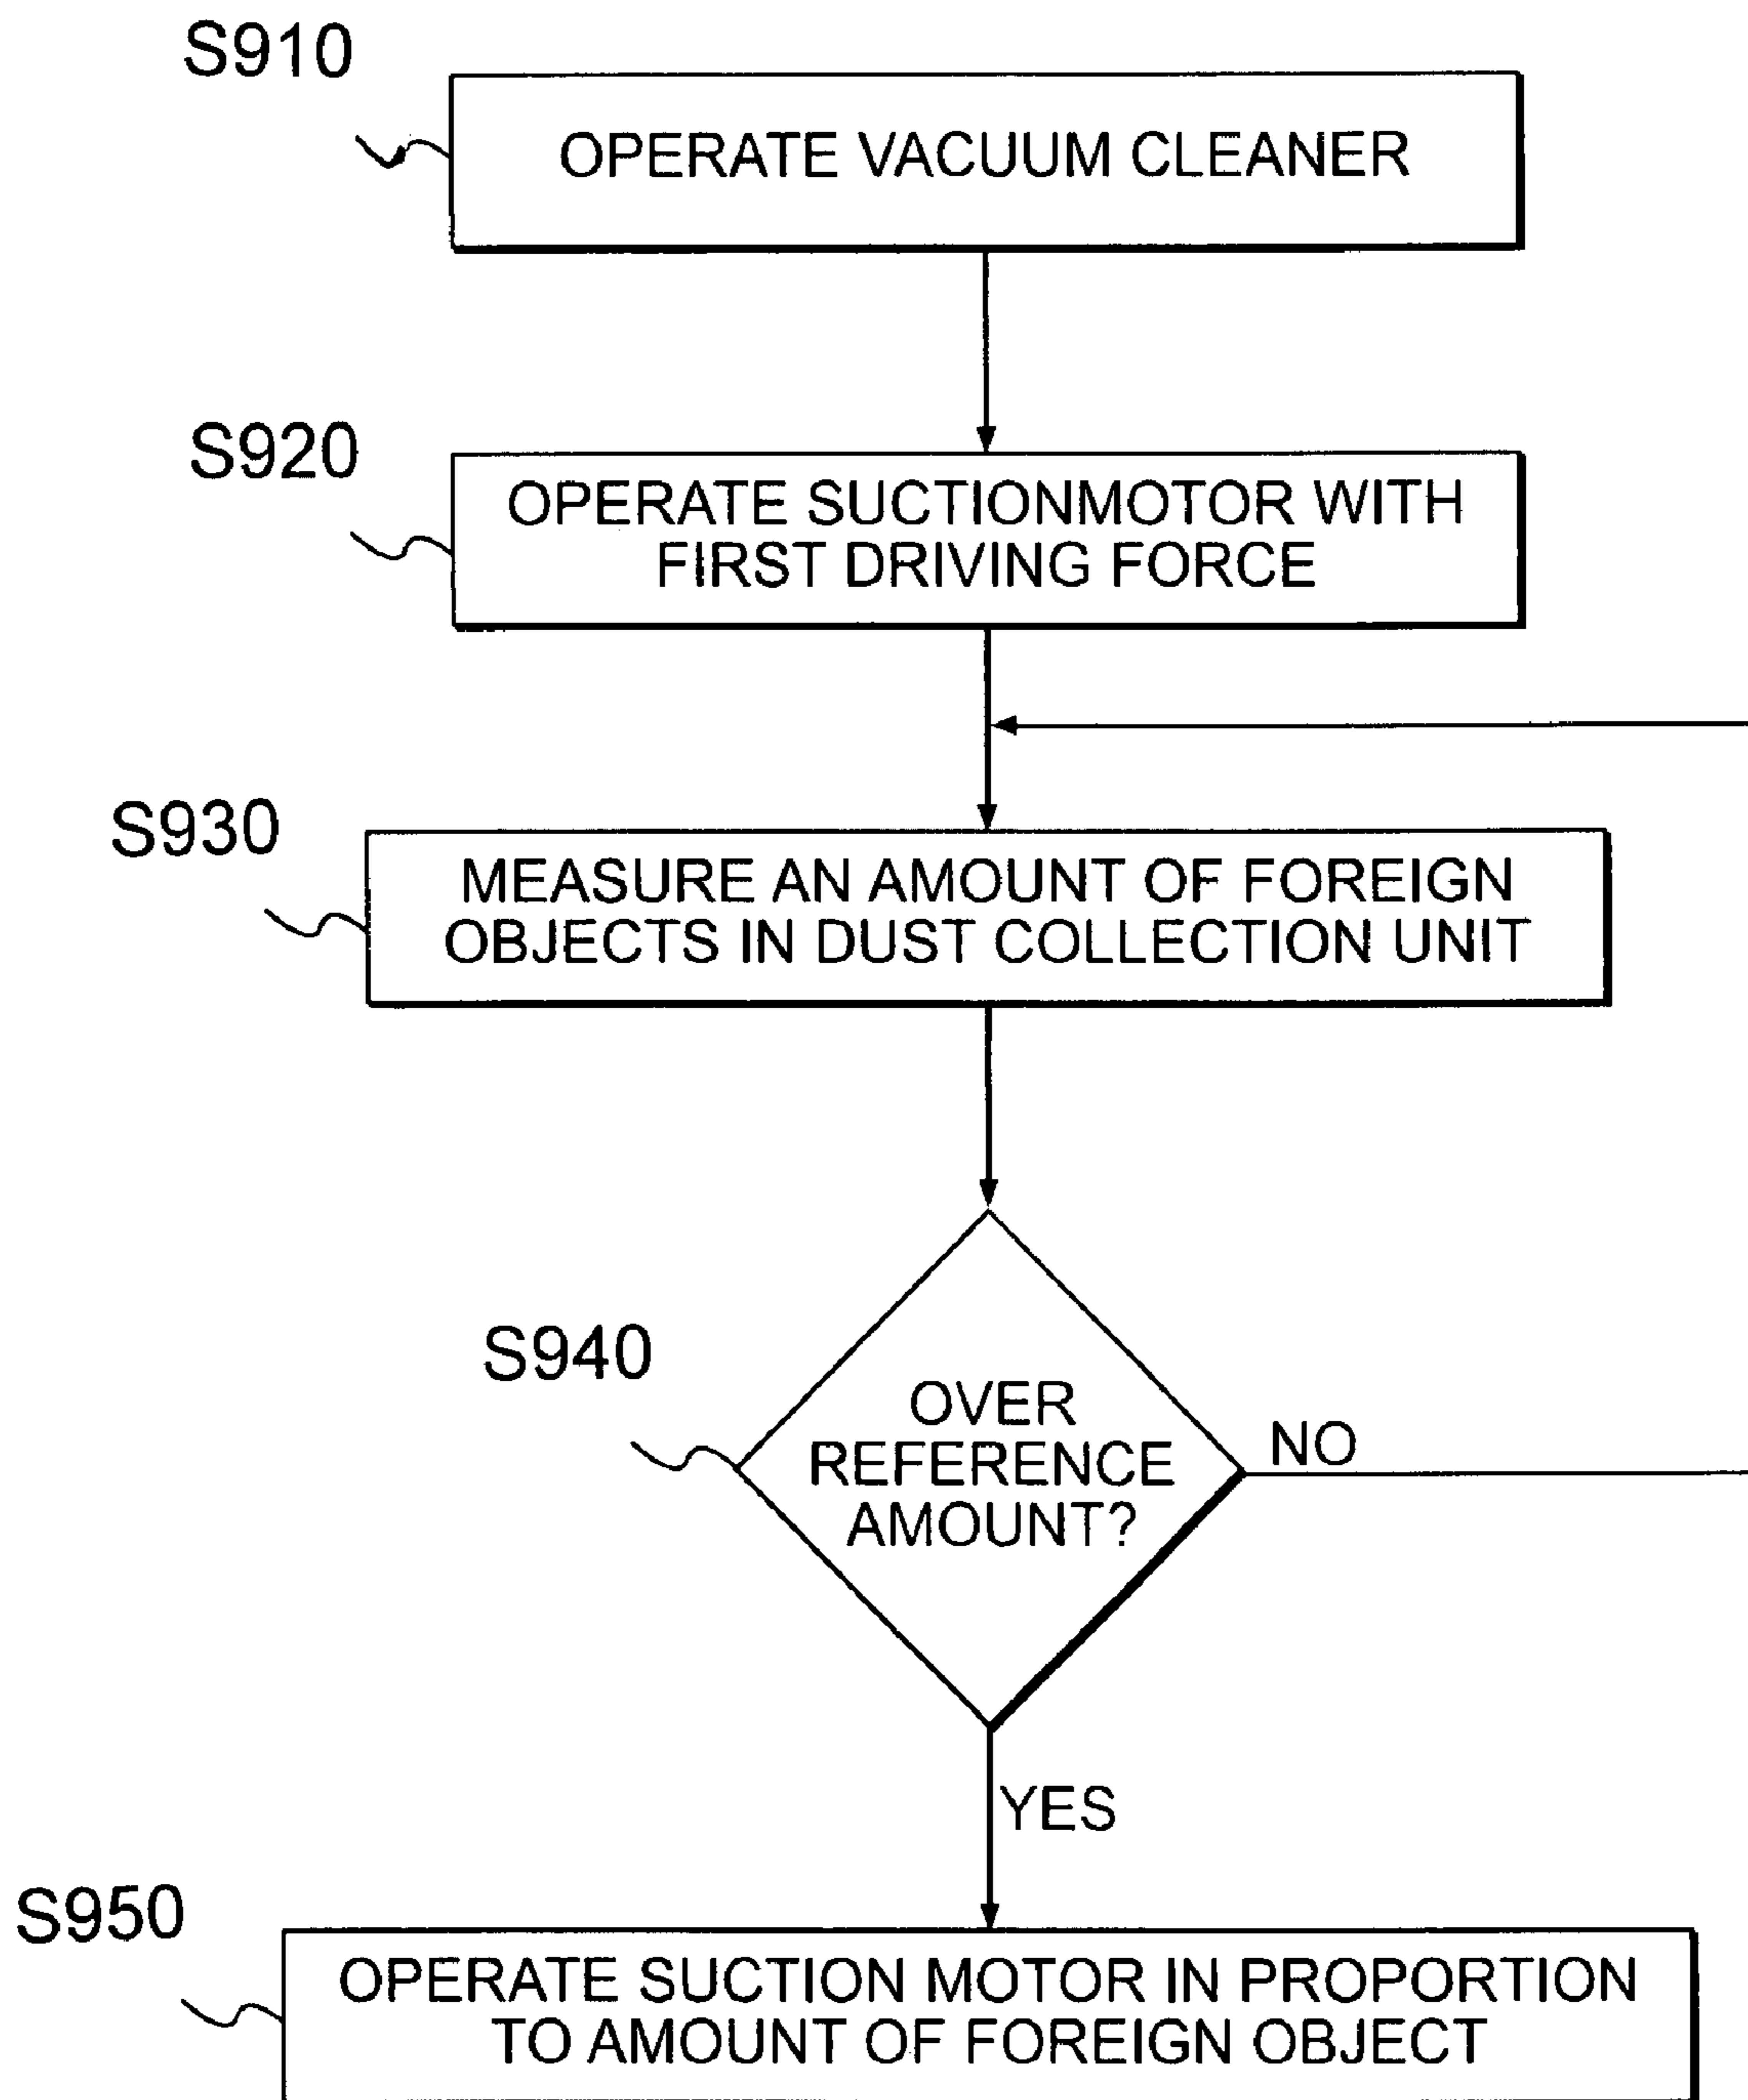 S910
OPERATE VACUUM CLEANER
S920
OPERATE SUCTIONMOTOR WITH
FIRST DRIVING FORCE
S930
MEASURE AN AMOUNT OF FOREIGN
OBJECTS IN DUST COLLECTION UNIT
S940
OVER
REFERENCE
AMOUNT?
NO
YES
S950
OPERATE SUCTION MOTOR IN PROPORTION
TO AMOUNT OF FOREIGN OBJECT